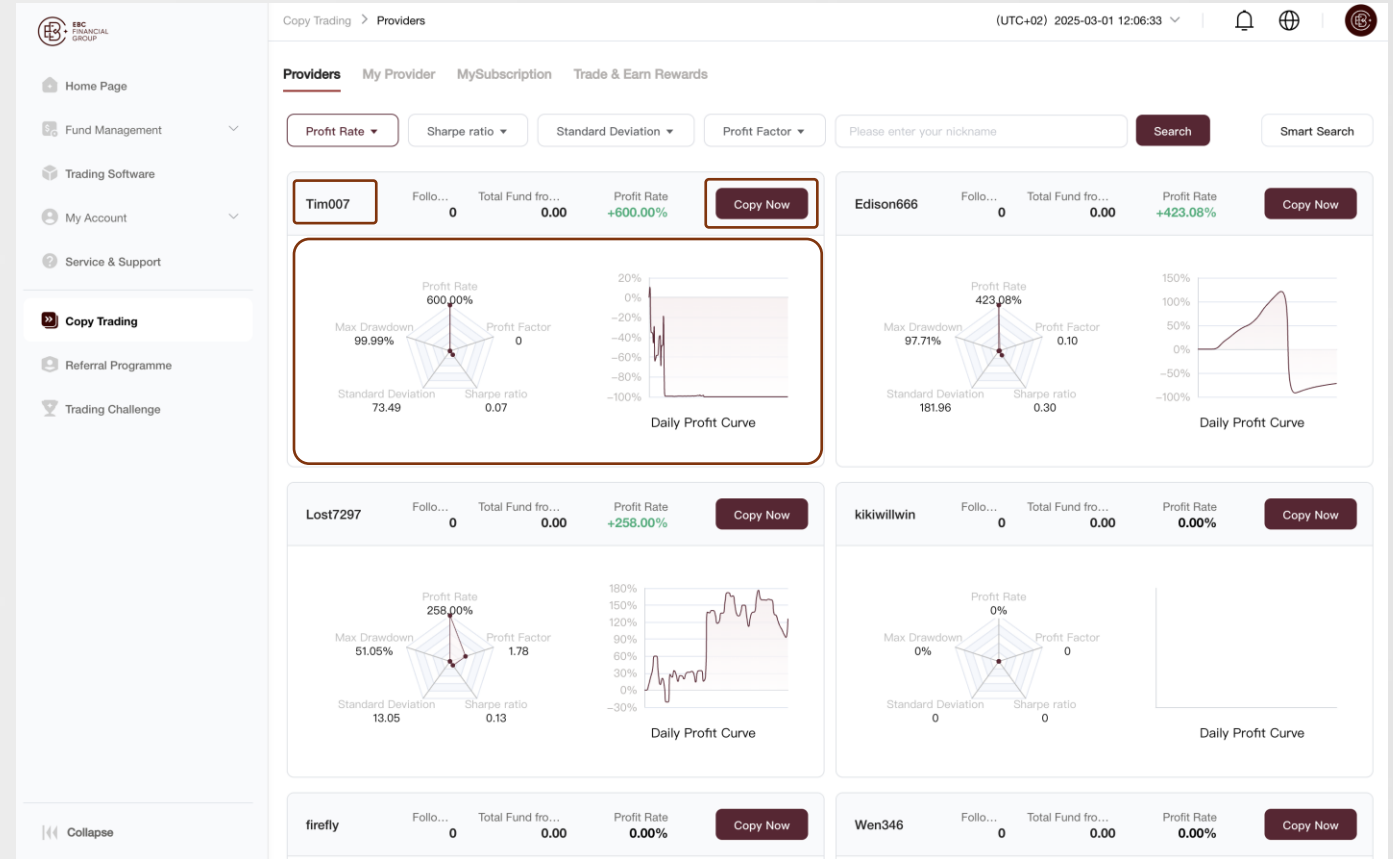 EBC
FINANCIAL
GROUP
Home Page
Fund Management
Trading Software
My Account
Service & Support
Copy Trading
Referral Programme
Trading Challenge
Collapse
Copy Trading > Providers
(UTC+02) 2025-03-01 12:06:33
Providers My Provider MySubscription Trade & Earn Rewards
Profit Rate Sharpe ratio Standard Deviation Profit Factor Please enter your nickname Search Smart Search
Tim007
Follo... Total Fund fro... Profit Rate
0 0.00 +600.00%
Copy Now
Profit Rate
600.00%
Max Drawdown
99.99%
Profit Factor
0
Standard Deviation
73.49
Sharpe ratio
0.07
20%
0%
-20%
-40%
-60%
-80%
-100%
Daily Profit Curve
Edison666
Follo... Total Fund fro... Profit Rate
0 0.00 +423.08%
Copy Now
Profit Rate
423.08%
Max Drawdown
97.71%
Profit Factor
0.10
Standard Deviation
181.96
Sharpe ratio
0.30
150%
100%
50%
0%
-50%
-100%
Daily Profit Curve
Lost7297
Follo... Total Fund fro... Profit Rate
0 0.00 +258.00%
Copy Now
Profit Rate
258.00%
Max Drawdown
51.05%
Profit Factor
1.78
Standard Deviation
13.05
Sharpe ratio
0.13
180%
150%
120%
90%
60%
30%
0%
-30%
Daily Profit Curve
kikiwillwin
Follo... Total Fund fro... Profit Rate
0 0.00 0.00%
Copy Now
Profit Rate
0%
Max Drawdown
0%
Profit Factor
0
Standard Deviation
0
Sharpe ratio
0
Daily Profit Curve
firefly
Follo... Total Fund fro... Profit Rate
0 0.00 0.00%
Copy Now
Wen346
Follo... Total Fund fro... Profit Rate
0 0.00 0.00%
Copy Now